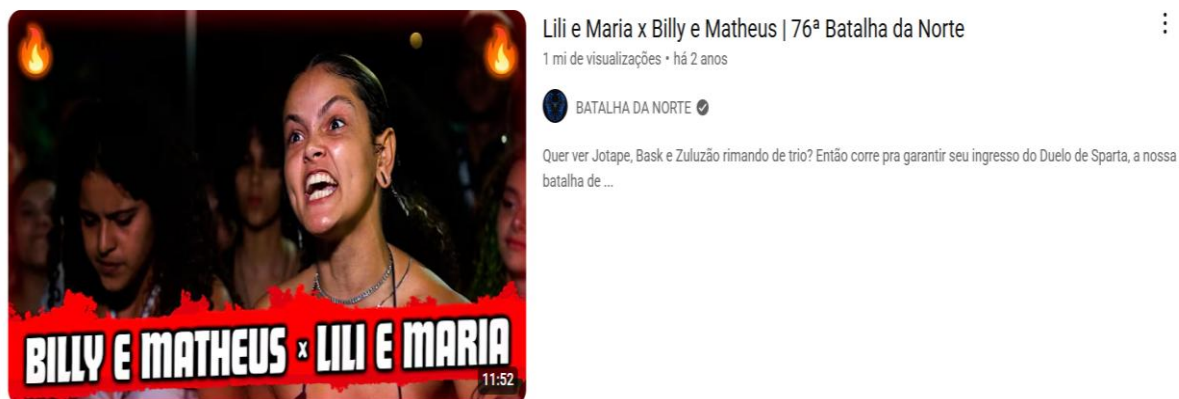 BILLY E MATHEUS x LILI E MARIA
11:52
Lili e Maria x Billy e Matheus | 76ª Batalha da Norte
1 mi de visualizações • há 2 anos
BATALHA DA NORTE
Quer ver Jotape, Bask e Zuluzão rimando de trio? Então corre pra garantir seu ingresso do Duelo de Sparta, a nossa
batalha de ...